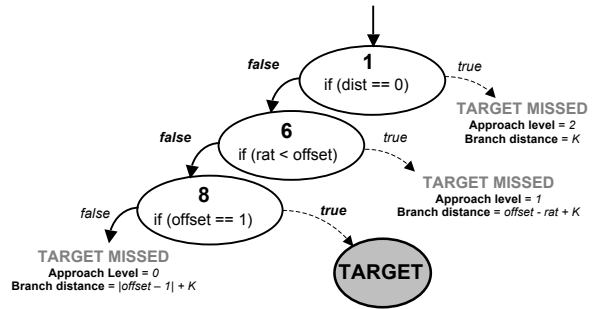 1
if (dist == 0)
false
true
TARGET MISSED
Approach level = 2
Branch distance = K
6
if (rat < offset)
false
true
TARGET MISSED
Approach level = 1
Branch distance = offset - rat + K
8
if (offset == 1)
false
true
TARGET MISSED
Approach Level = 0
Branch distance = |offset – 1| + K
TARGET